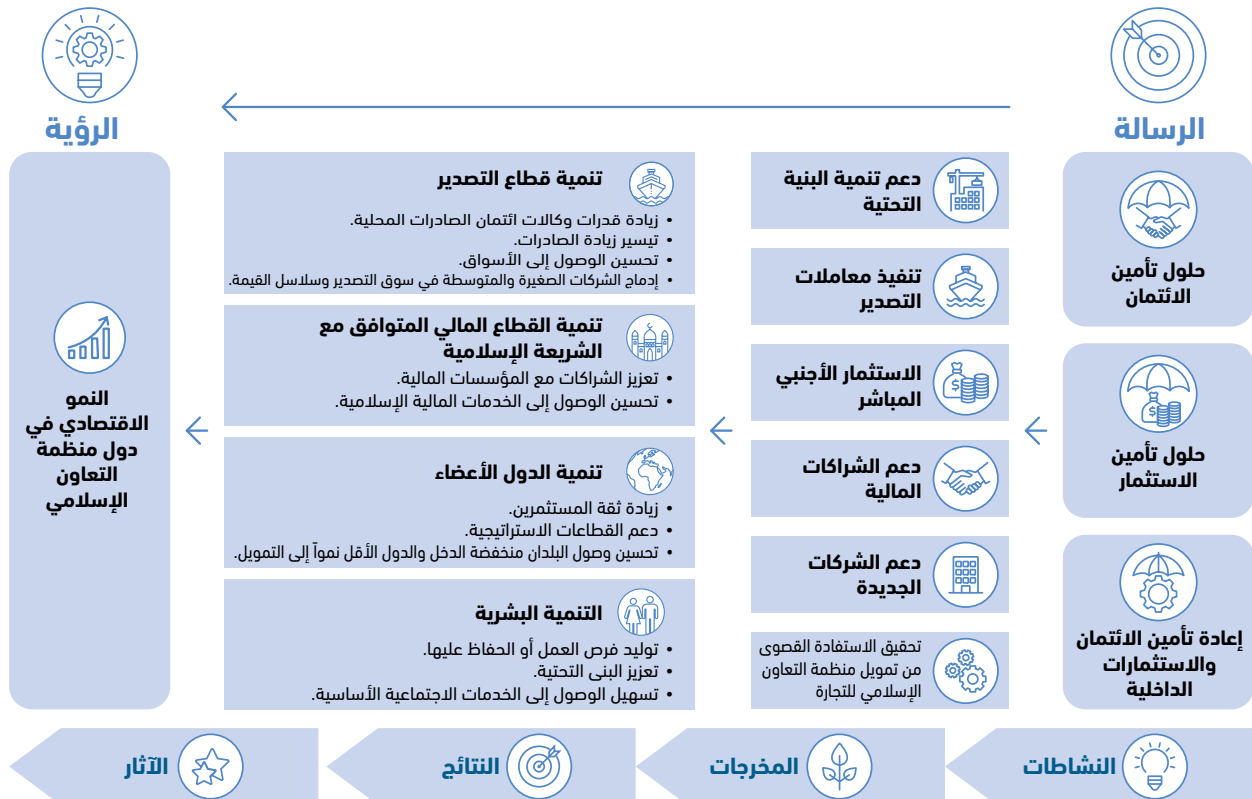 الرسالة
حلول تأمين
الائتمان
حلول تأمين
الاستثمار
إعادة تأمين الائتمان
والاستثمارات
الداخلية
دعم تنمية البنية
التحتية
تنفيذ معاملات
التصدير
الاستثمار الأجنبي
المباشر
دعم الشراكات
المالية
دعم الشركات
الجديدة
تحقيق الاستفادة القصوى
من تمويل منظمة التعاون
الإسلامي للتجارة
تنمية قطاع التصدير
• زيادة قدرات وكالات ائتمان الصادرات المحلية.
• تيسير زيادة الصادرات.
• تحسين الوصول إلى الأسواق.
• إدماج الشركات الصغيرة والمتوسطة في سوق التصدير وسلاسل القيمة.
تنمية القطاع المالي المتوافق مع
الشريعة الإسلامية
• تعزيز الشراكات مع المؤسسات المالية.
• تحسين الوصول إلى الخدمات المالية الإسلامية.
تنمية الدول الأعضاء
• زيادة ثقة المستثمرين.
• دعم القطاعات الاستراتيجية.
• تحسين وصول البلدان منخفضة الدخل والدول الأقل نمواً إلى التمويل.
التنمية البشرية
• توليد فرص العمل أو الحفاظ عليها.
• تعزيز البنى التحتية.
• تسهيل الوصول إلى الخدمات الاجتماعية الأساسية.
الرؤية
النمو
الاقتصادي في
دول منظمة
التعاون
الإسلامي
النشاطات
المخرجات
النتائج
الآثار